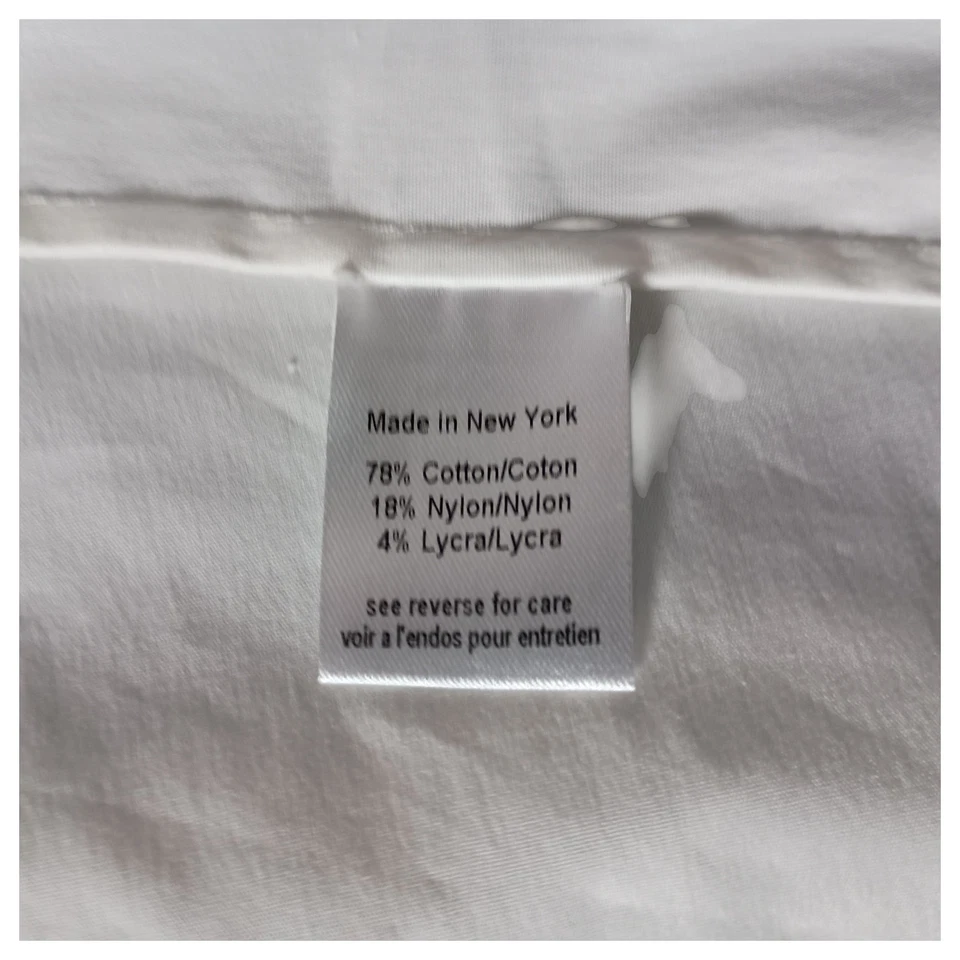 Made in New York
78% Cotton/Coton
18% Nylon/Nylon
4% Lycra/Lycra
see reverse for care
voir a l'endos pour entretien